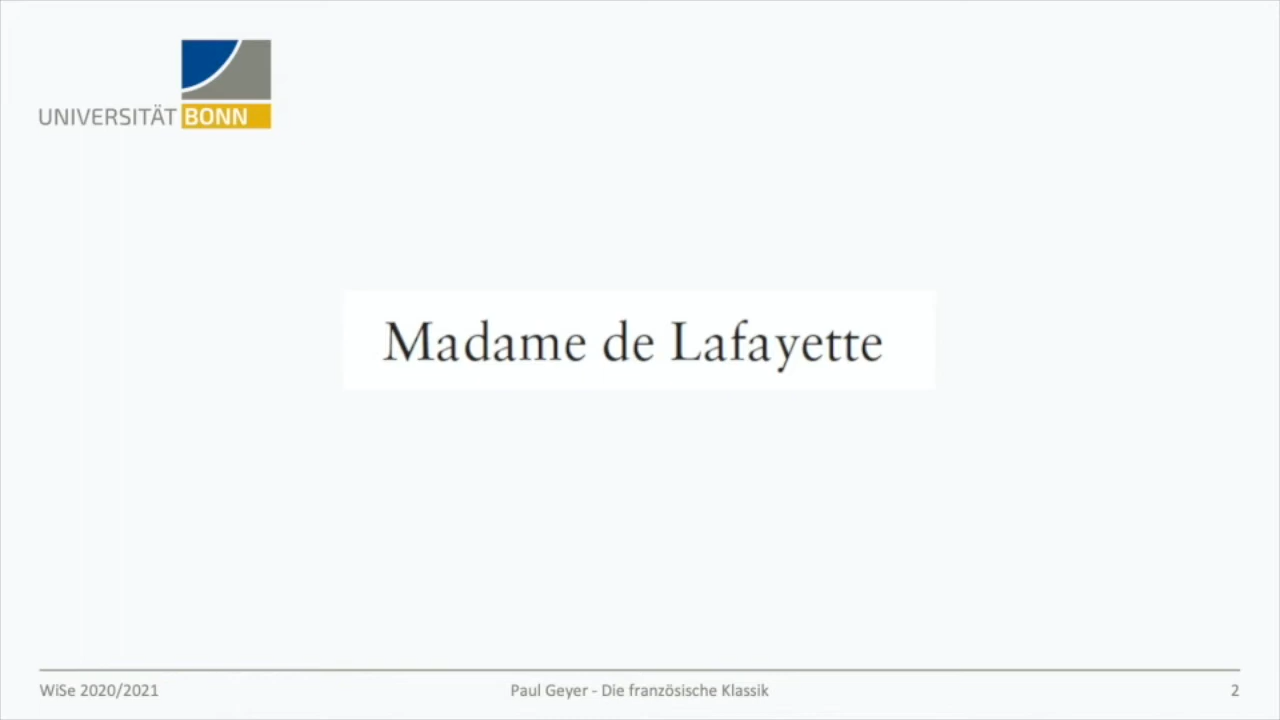 UNIVERSITÄT BONN
Madame de Lafayette
WiSe 2020/2021
Paul Geyer - Die französische Klassik
2